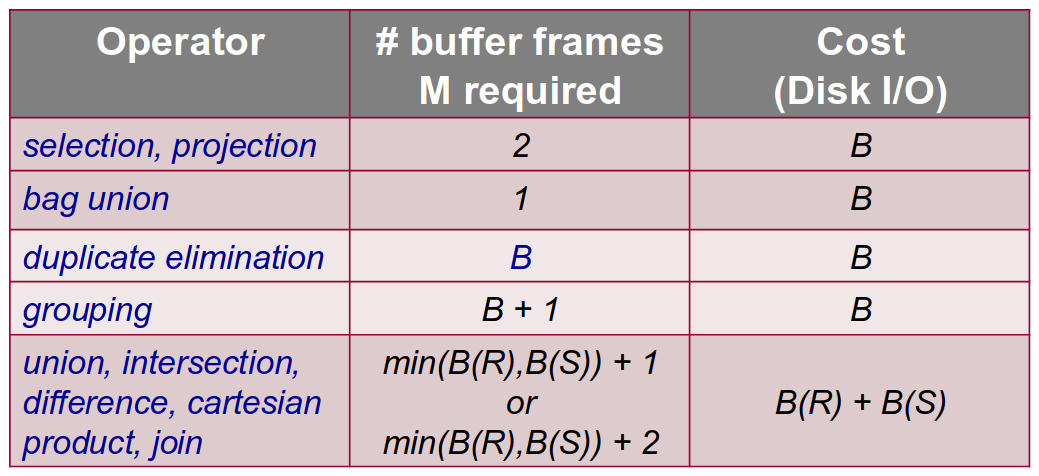 Operator
# buffer frames
M required
Cost
(Disk I/O)
selection, projection
2
B
bag union
1
B
duplicate elimination
B
B
grouping
B + 1
B
union, intersection,
difference, cartesian
product, join
min(B(R),B(S)) + 1
or
min(B(R),B(S)) + 2
B(R) + B(S)